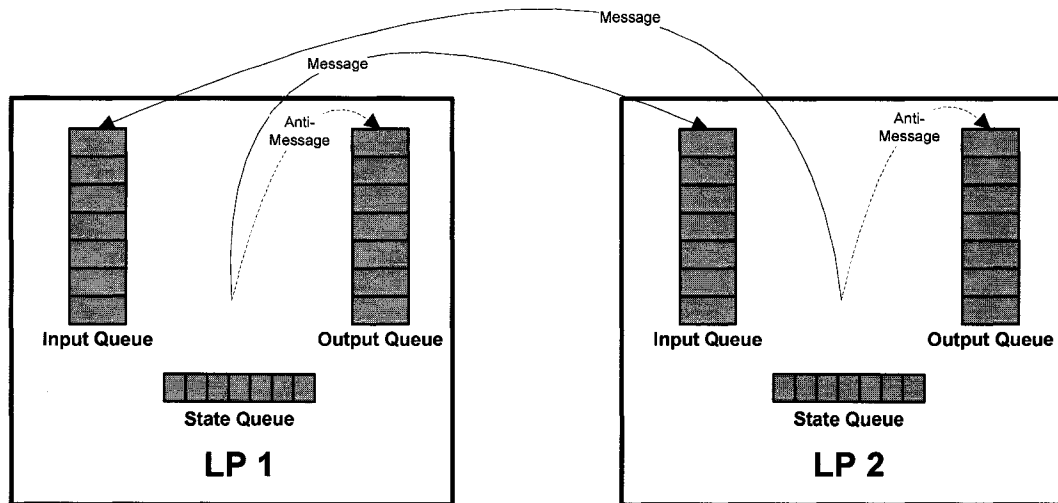 Message
Message
Anti-
Message
Anti-
Message
Input Queue
Output Queue
Input Queue
Output Queue
State Queue
State Queue
LP 1
LP 2